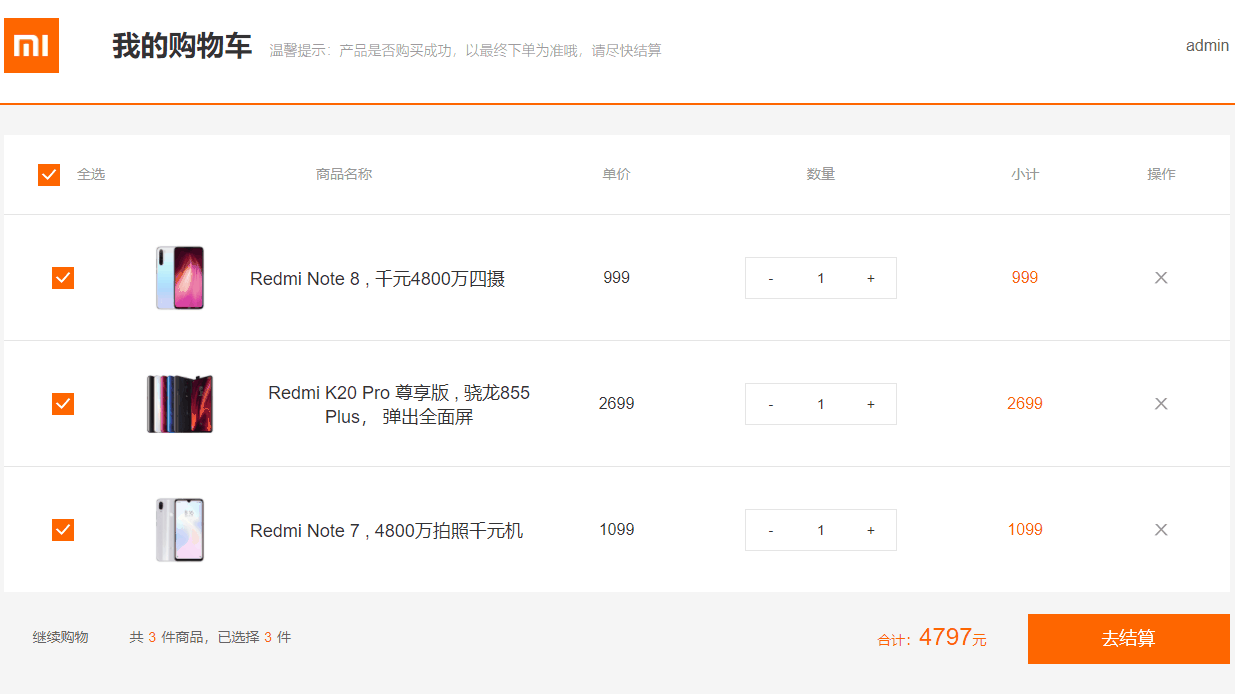 mi
我的购物车 温馨提示：产品是否购买成功，以最终下单为准哦，请尽快结算 admin
全选 商品名称 单价 数量 小计 操作
Redmi Note 8 , 千元4800万四摄 999 - 1 + 999
Redmi K20 Pro 尊享版 , 骁龙855
Plus， 弹出全面屏 2699 - 1 + 2699
Redmi Note 7 , 4800万拍照千元机 1099 - 1 + 1099
继续购物 共 3 件商品，已选择 3 件 合计：4797元 去结算